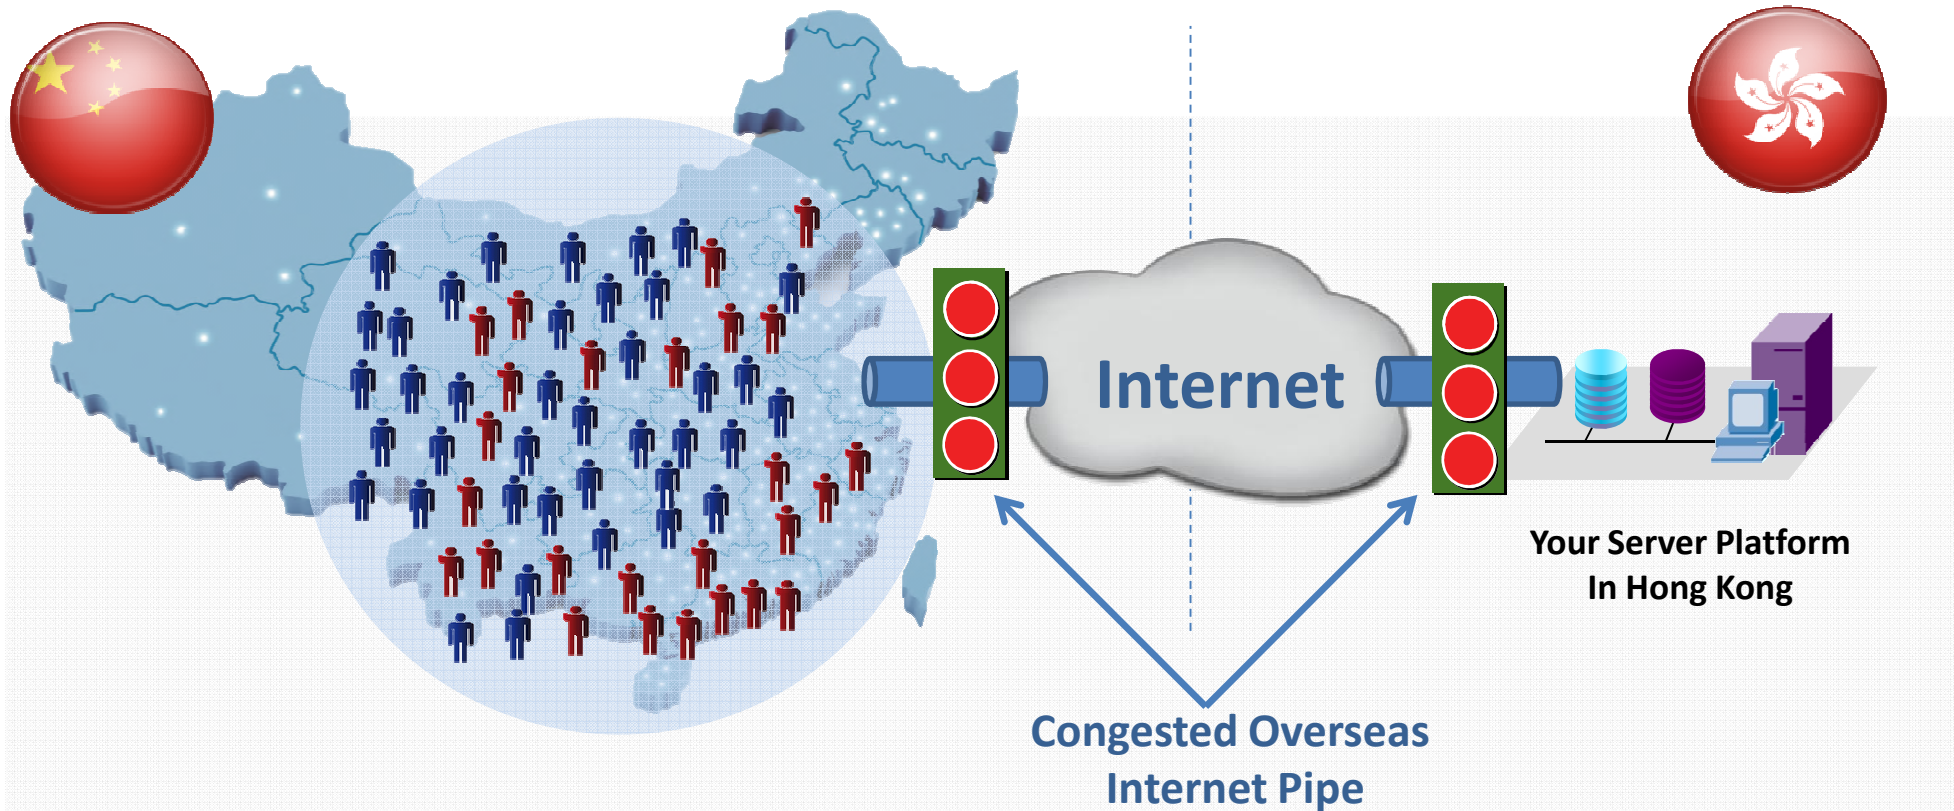 Internet
Your Server Platform
In Hong Kong
Congested Overseas
Internet Pipe